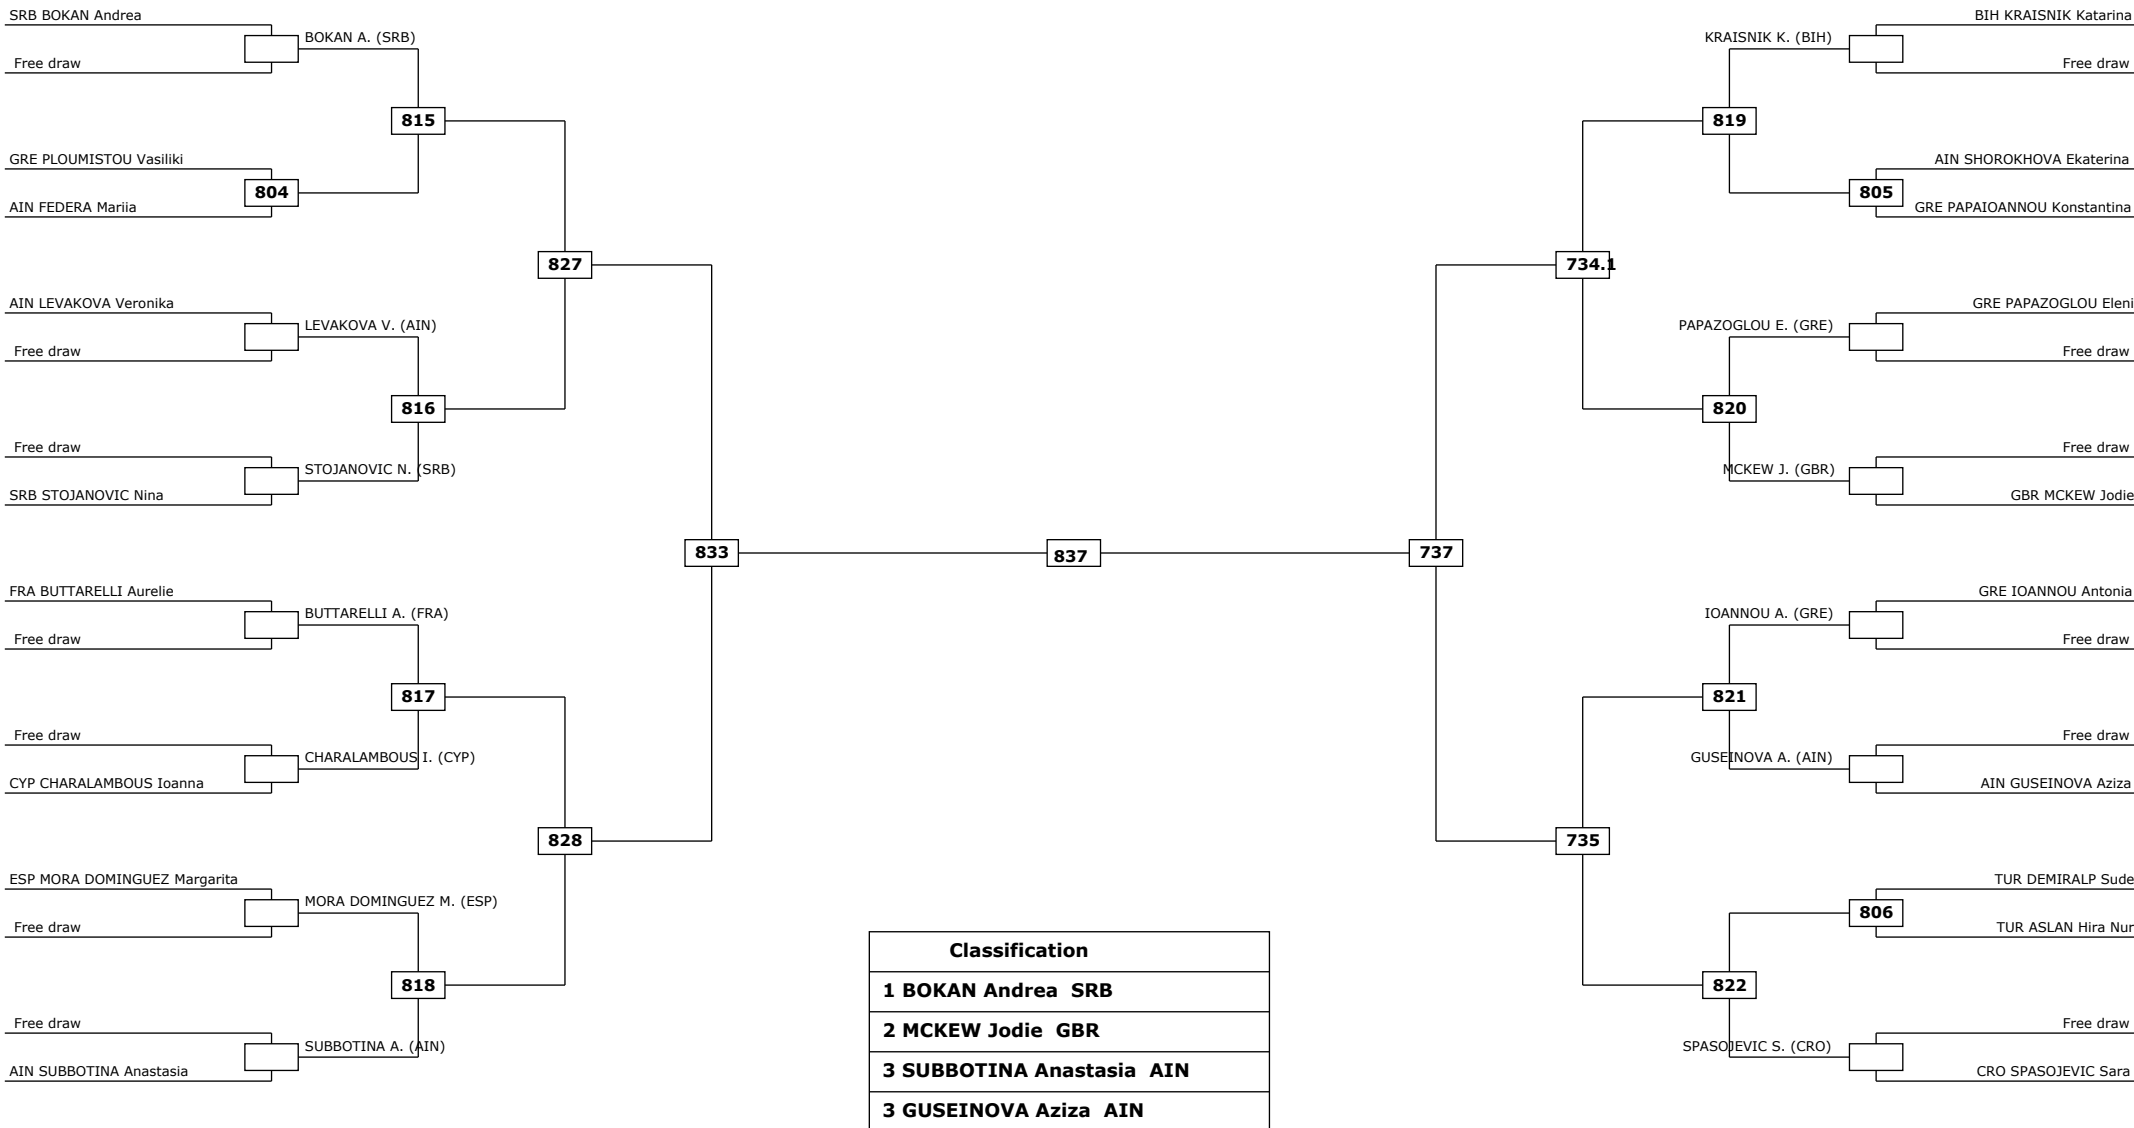 SRB BOKAN Andrea
BOKAN A. (SRB)
Free draw
815
GRE PLOUMISTOU Vasiliki
804
AIN FEDERA Mariia
827
AIN LEVAKOVA Veronika
LEVAKOVA V. (AIN)
Free draw
816
Free draw
STOJANOVIC N. (SRB)
SRB STOJANOVIC Nina
833
FRA BUTTARELLI Aurelie
BUTTARELLI A. (FRA)
Free draw
817
Free draw
CHARALAMBOUS I. (CYP)
CYP CHARALAMBOUS Ioanna
828
ESP MORA DOMINGUEZ Margarita
MORA DOMINGUEZ M. (ESP)
Free draw
818
Free draw
SUBBOTINA A. (AIN)
AIN SUBBOTINA Anastasia
837
BIH KRAISNIK Katarina
KRAISNIK K. (BIH)
Free draw
819
AIN SHOROKHOVA Ekaterina
805
GRE PAPAIOANNOU Konstantina
734.1
GRE PAPAZOGLOU Eleni
PAPAZOGLOU E. (GRE)
Free draw
820
Free draw
MCKEW J. (GBR)
GBR MCKEW Jodie
737
GRE IOANNOU Antonia
IOANNOU A. (GRE)
Free draw
821
Free draw
GUSEINOVA A. (AIN)
AIN GUSEINOVA Aziza
735
TUR DEMIRALP Sude
806
TUR ASLAN Hira Nur
822
Free draw
SPASOJEVIC S. (CRO)
CRO SPASOJEVIC Sara
Classification
1 BOKAN Andrea SRB
2 MCKEW Jodie GBR
3 SUBBOTINA Anastasia AIN
3 GUSEINOVA Aziza AIN